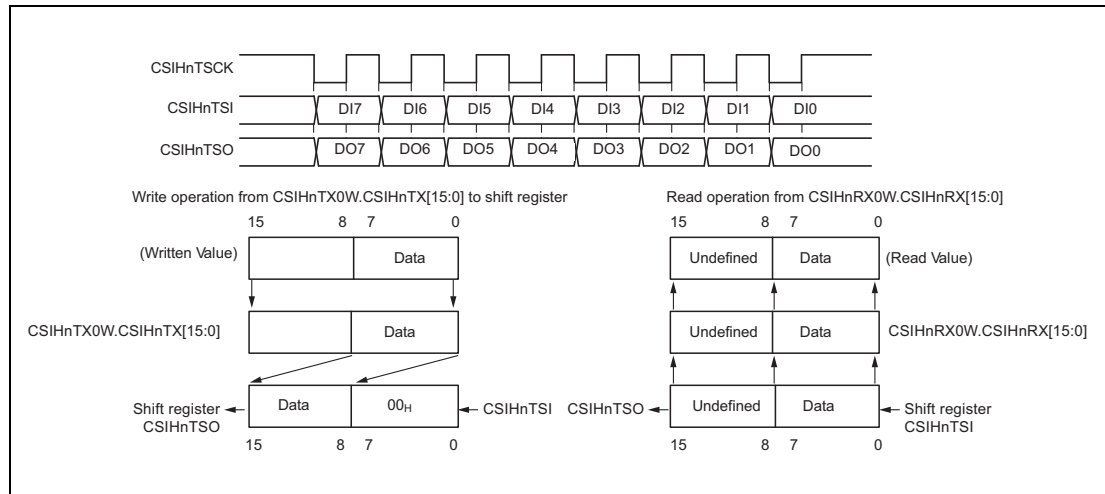 CSIHnTSCK
CSIHnTSI DI7 DI6 DI5 DI4 DI3 DI2 DI1 DI0
CSIHnTSO DO7 DO6 DO5 DO4 DO3 DO2 DO1 DO0
Write operation from CSIHnTX0W.CSIHnTX[15:0] to shift register
15 8 7 0
(Written Value) Data
CSIHnTX0W.CSIHnTX[15:0] Data
Shift register CSIHnTSO Data 00H CSIHnTSI
15 8 7 0
Read operation from CSIHnRX0W.CSIHnRX[15:0]
15 8 7 0
Undefined Data (Read Value)
Undefined Data CSIHnRX0W.CSIHnRX[15:0]
CSIHnTSO Undefined Data Shift register CSIHnTSI
15 8 7 0